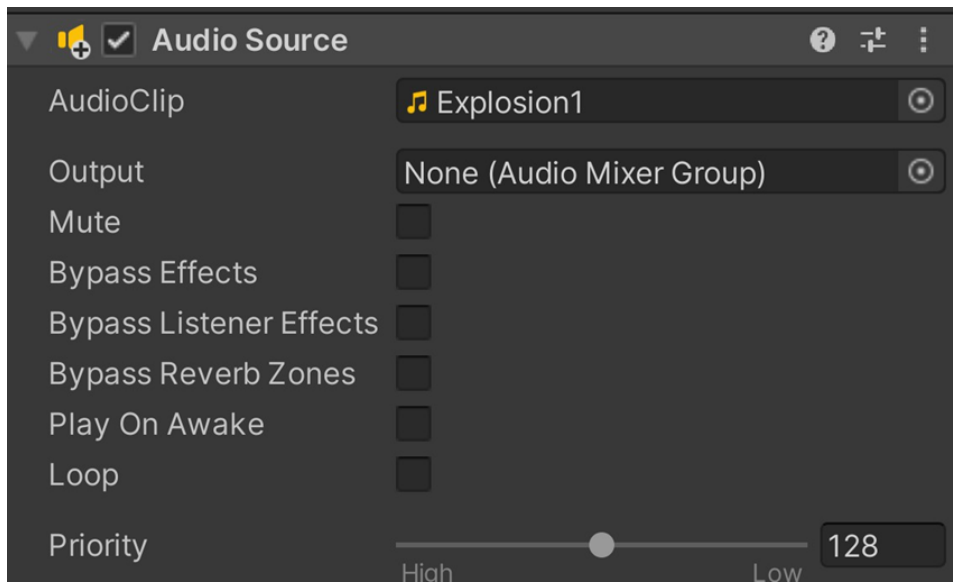 Audio Source
AudioClip Explosion1
Output None (Audio Mixer Group)
Mute
Bypass Effects
Bypass Listener Effects
Bypass Reverb Zones
Play On Awake
Loop
Priority 128
High Low